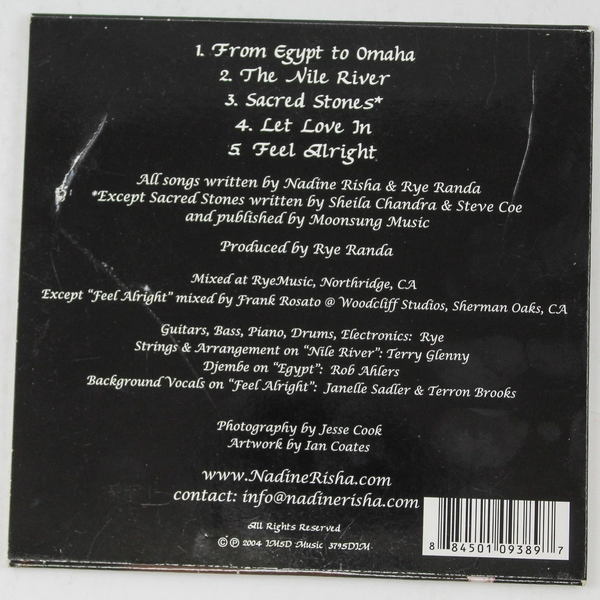 1. From Egypt to Omaha
2. The Nile River
3. Sacred Stones*
4. Let Love In
5. Feel Alright
All songs written by Nadine Risha & Rye Randa
*Except Sacred Stones written by Sheila Chandra & Steve Coe
and published by Moonsung Music
Produced by Rye Randa
Mixed at RyeMusic, Northridge, CA
Except "Feel Alright" mixed by Frank Rosato @ Woodcliff Studios, Sherman Oaks, CA
Guitars, Bass, Piano, Drums, Electronics: Rye
Strings & Arrangement on "Nile River": Terry Glenny
Djembe on "Egypt": Rob Ahlers
Background Vocals on "Feel Alright": Janelle Sadler & Terron Brooks
Photography by Jesse Cook
Artwork by Ian Coates
www.NadineRisha.com
contact: info@nadinerisha.com
All Rights Reserved
© ℗ 2004 IMSD Music 3795DIM
8 84501 09389 7